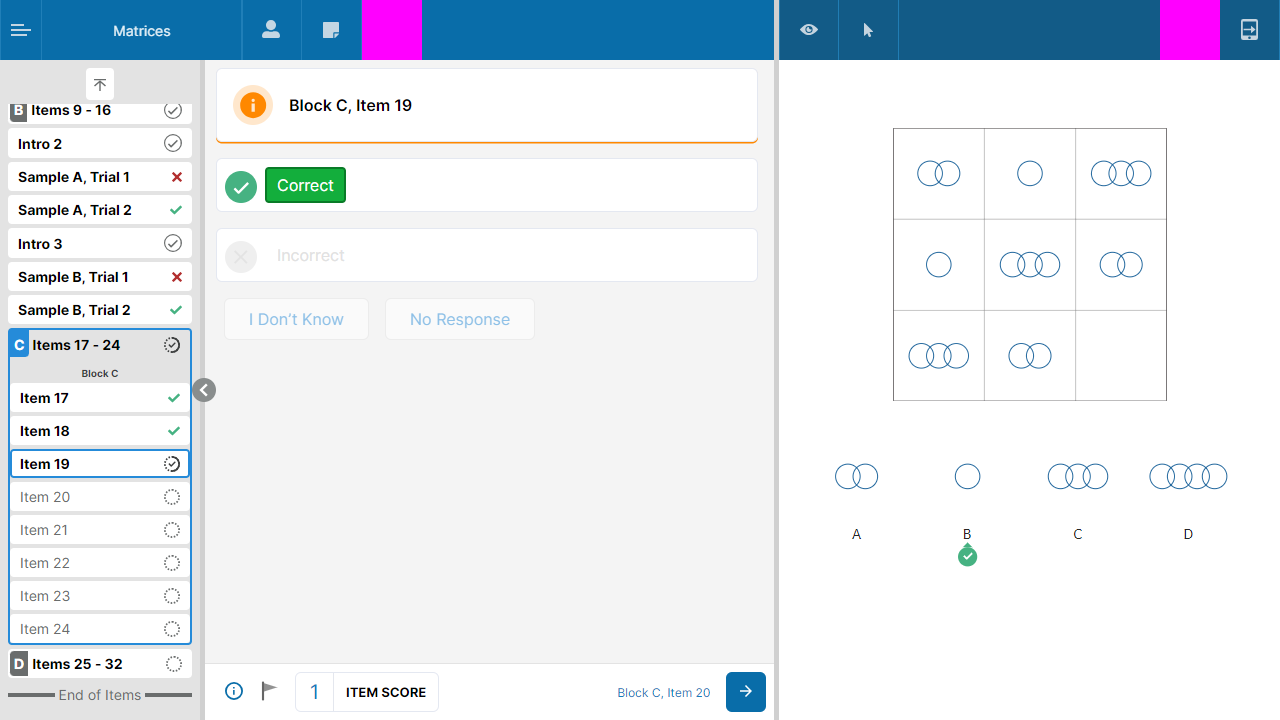 Matrices
B Items 9 - 16
Intro 2
Sample A, Trial 1
Sample A, Trial 2
Intro 3
Sample B, Trial 1
Sample B, Trial 2
C Items 17 - 24
Block C
Item 17
Item 18
Item 19
Item 20
Item 21
Item 22
Item 23
Item 24
D Items 25 - 32
End of Items
Block C, Item 19
Correct
Incorrect
I Don't Know No Response
1 ITEM SCORE
Block C, Item 20
A B C D